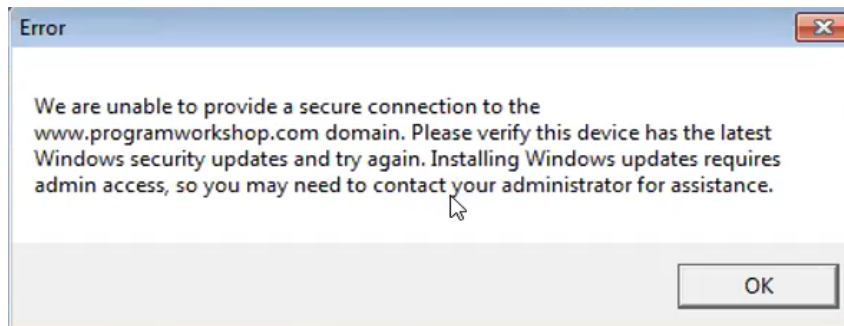 Error
We are unable to provide a secure connection to the
www.programworkshop.com domain. Please verify this device has the latest
Windows security updates and try again. Installing Windows updates requires
admin access, so you may need to contact your administrator for assistance.
OK